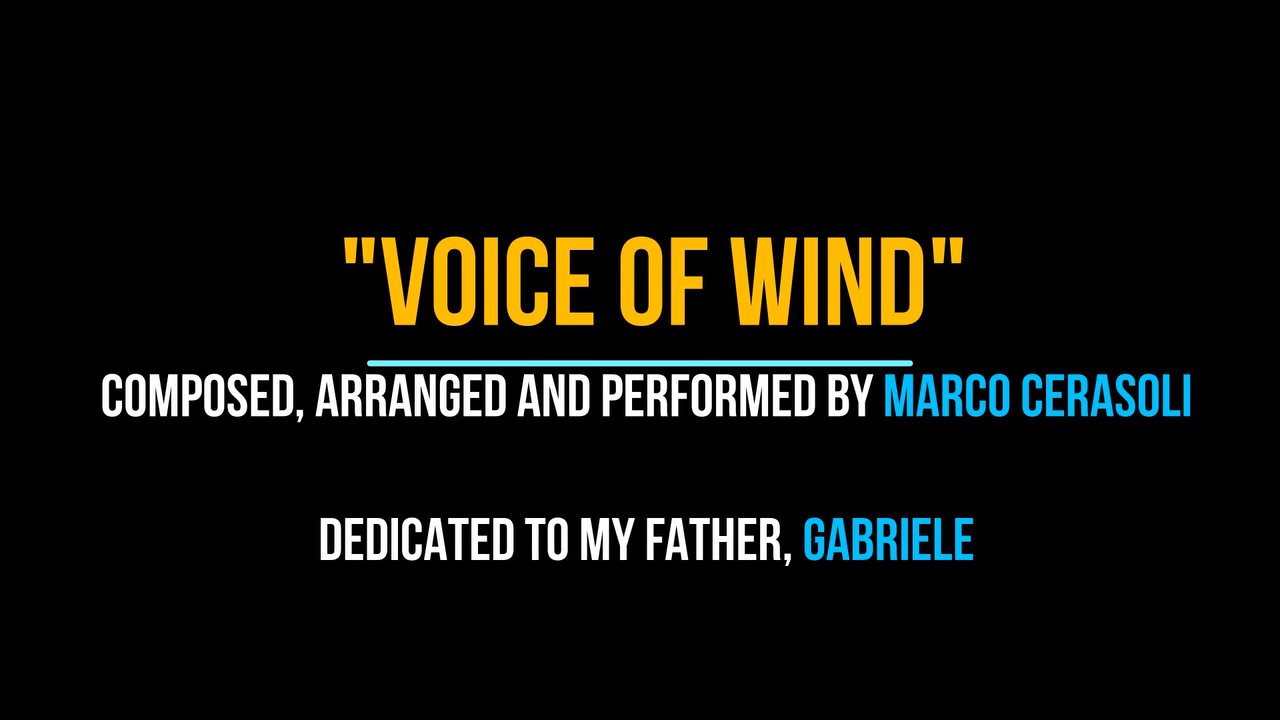 "VOICE OF WIND"
COMPOSED, ARRANGED AND PERFORMED BY MARCO CERASOLI
DEDICATED TO MY FATHER, GABRIELE